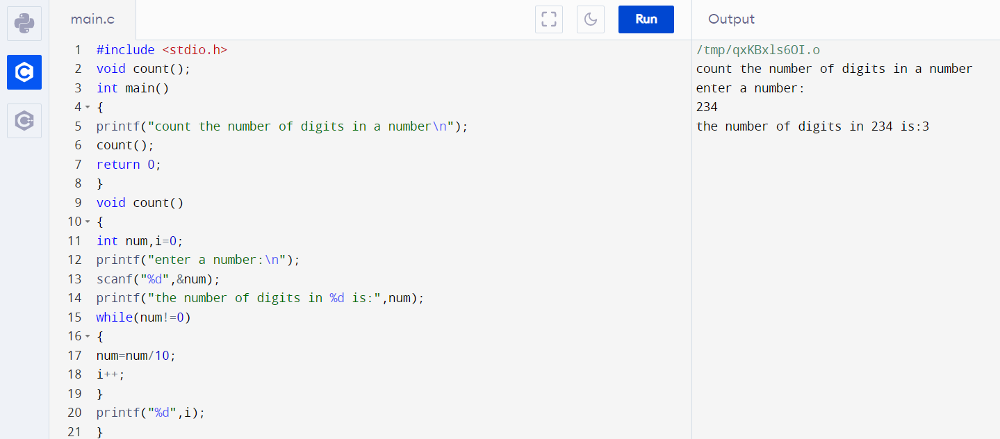 main.c
Run
Output
1 #include <stdio.h>
2 void count();
3 int main()
4 {
5 printf("count the number of digits in a number\n");
6 count();
7 return 0;
8 }
9 void count()
10 {
11 int num,i=0;
12 printf("enter a number:\n");
13 scanf("%d",&num);
14 printf("the number of digits in %d is:",num);
15 while(num!=0)
16 {
17 num=num/10;
18 i++;
19 }
20 printf("%d",i);
21 }
/tmp/qxKBxls6OI.o
count the number of digits in a number
enter a number:
234
the number of digits in 234 is:3